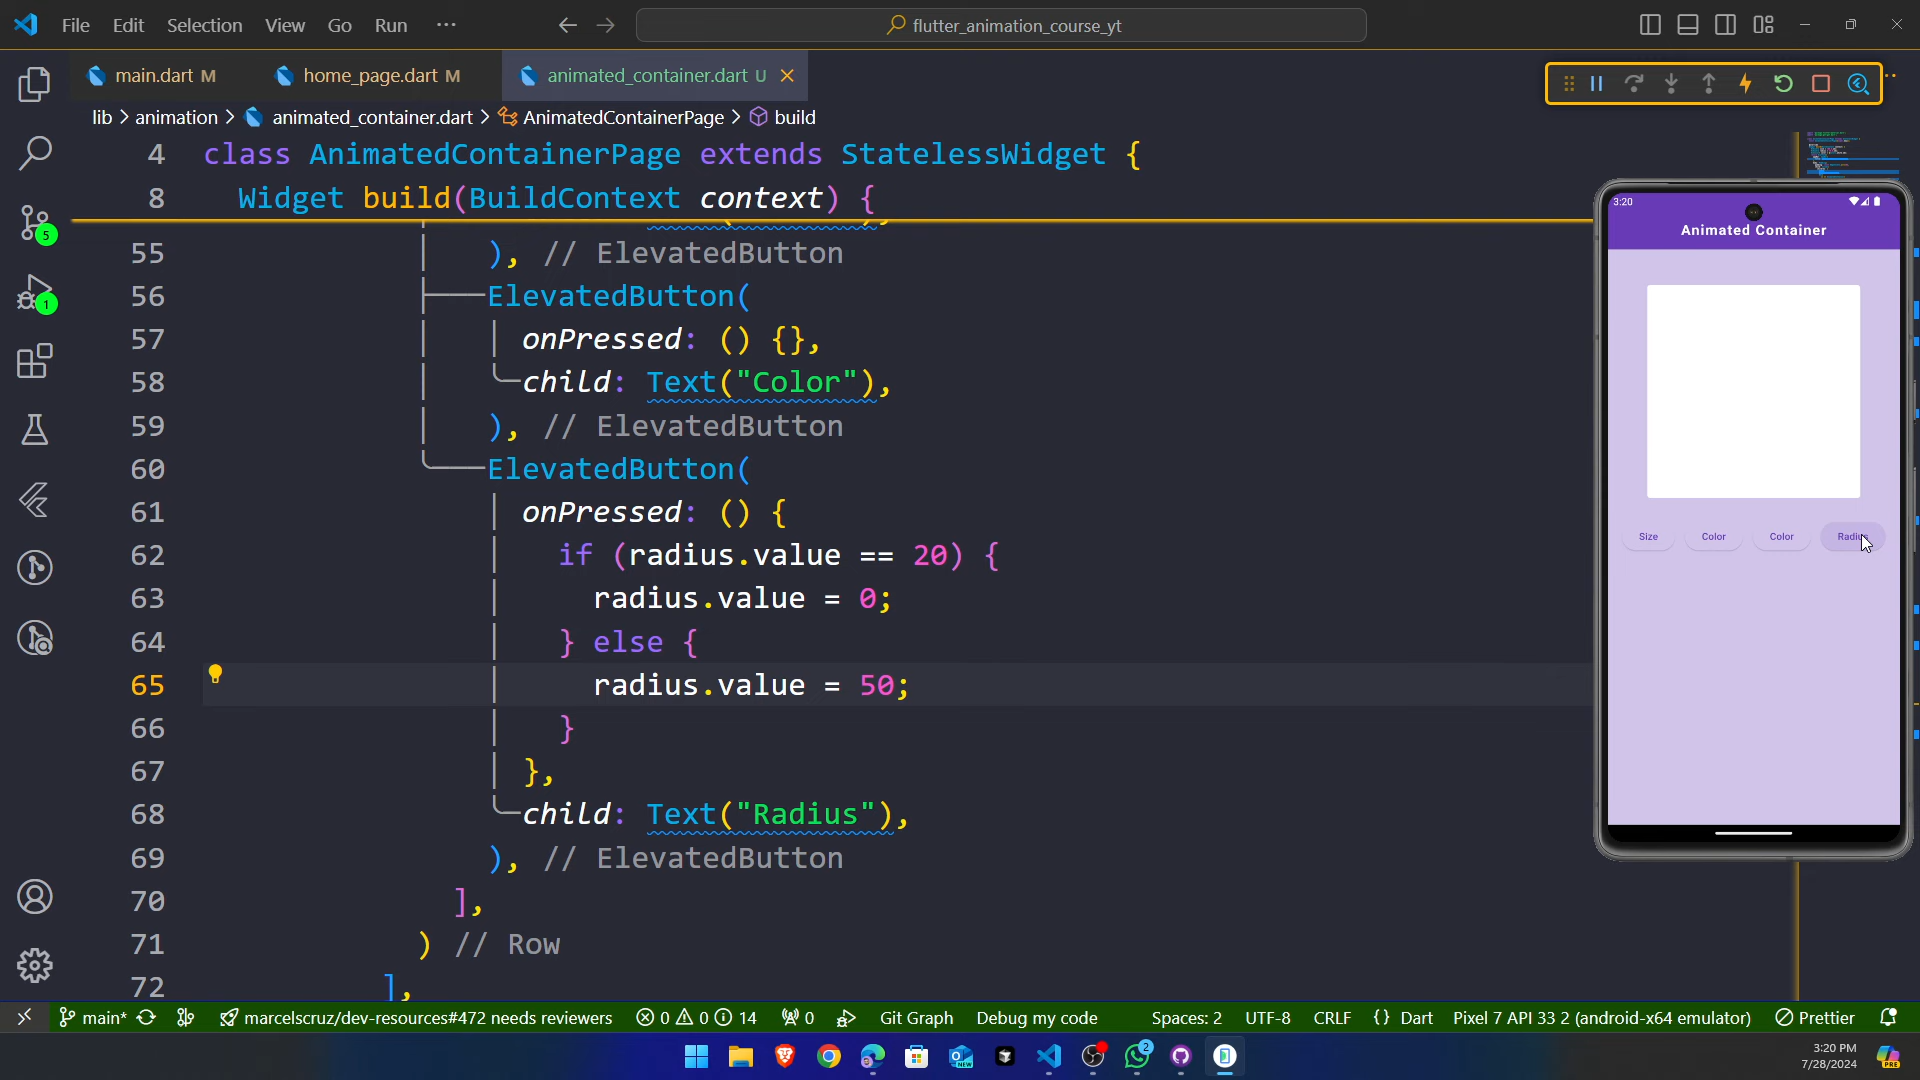 File Edit Selection View Go Run ···
flutter_animation_course_yt
main.dart M home_page.dart M animated_container.dart U
lib > animation > animated_container.dart > AnimatedContainerPage > build
4 class AnimatedContainerPage extends StatelessWidget {
8 Widget build(BuildContext context) {
55 ), // ElevatedButton
56 ElevatedButton(
57 onPressed: () {},
58 child: Text("Color"),
59 ), // ElevatedButton
60 ElevatedButton(
61 onPressed: () {
62 if (radius.value == 20) {
63 radius.value = 0;
64 } else {
65 radius.value = 50;
66 }
67 },
68 child: Text("Radius"),
69 ), // ElevatedButton
70 ],
71 ) // Row
72 ],
5
1
3:20
Animated Container
Size Color Color Radius
main* marcelscruz/dev-resources#472 needs reviewers 0 0 14 0 Git Graph Debug my code Spaces: 2 UTF-8 CRLF {} Dart Pixel 7 API 33 2 (android-x64 emulator) Prettier
NEW
2
3:20 PM
7/28/2024
PRE